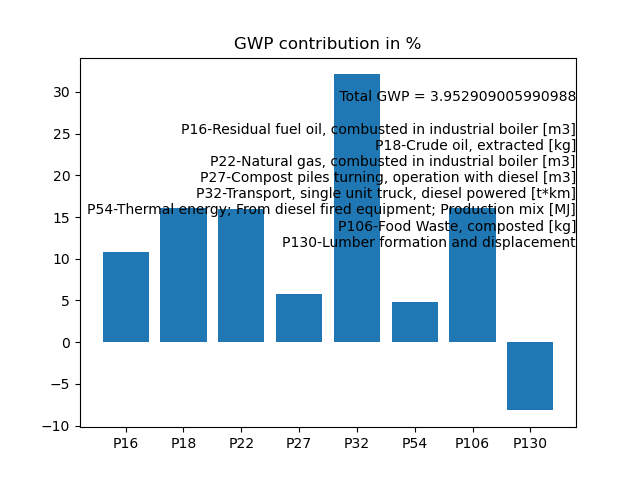 GWP contribution in %
Total GWP = 3.952909005990988
P16-Residual fuel oil, combusted in industrial boiler [m3]
P18-Crude oil, extracted [kg]
P22-Natural gas, combusted in industrial boiler [m3]
P27-Compost piles turning, operation with diesel [m3]
P32-Transport, single unit truck, diesel powered [t*km]
P54-Thermal energy; From diesel fired equipment; Production mix [MJ]
P106-Food Waste, composted [kg]
P130-Lumber formation and displacement
30
25
20
15
10
5
0
−5
−10
P16 P18 P22 P27 P32 P54 P106 P130